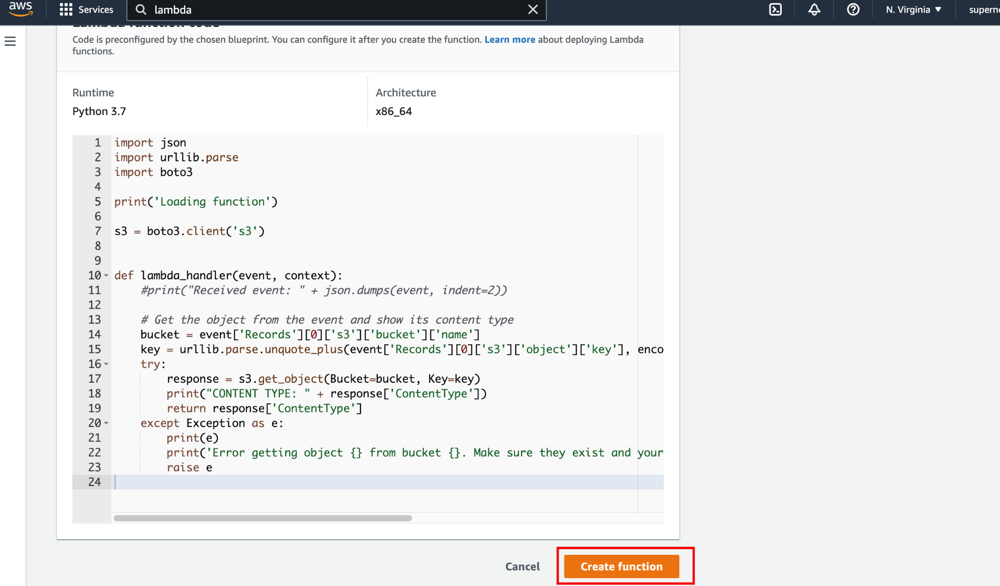 aws
Services
lambda
N. Virginia
superno
Lambda function code
Code is preconfigured by the chosen blueprint. You can configure it after you create the function. Learn more about deploying Lambda
functions.
Runtime
Architecture
Python 3.7
x86_64
1 import json
2 import urllib.parse
3 import boto3
4
5 print('Loading function')
6
7 s3 = boto3.client('s3')
8
9
10 def lambda_handler(event, context):
11 #print("Received event: " + json.dumps(event, indent=2))
12
13 # Get the object from the event and show its content type
14 bucket = event['Records'][0]['s3']['bucket']['name']
15 key = urllib.parse.unquote_plus(event['Records'][0]['s3']['object']['key'], enco
16 try:
17 response = s3.get_object(Bucket=bucket, Key=key)
18 print("CONTENT TYPE: " + response['ContentType'])
19 return response['ContentType']
20 except Exception as e:
21 print(e)
22 print('Error getting object {} from bucket {}. Make sure they exist and your
23 raise e
24
Cancel
Create function